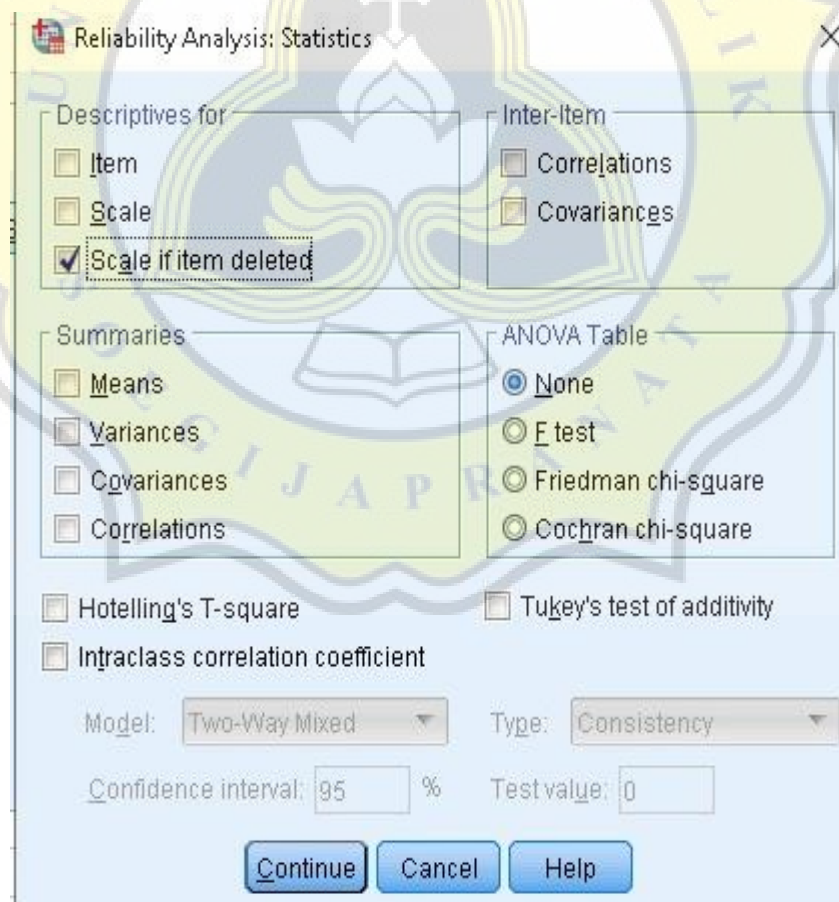 Reliability Analysis: Statistics
Descriptives for
Item
Scale
Scale if item deleted
Inter-Item
Correlations
Covariances
Summaries
Means
Variances
Covariances
Correlations
ANOVA Table
None
F test
Friedman chi-square
Cochran chi-square
Hotelling's T-square
Tukey's test of additivity
Intraclass correlation coefficient
Model: Two-Way Mixed
Type: Consistency
Confidence interval: 95 %
Test value: 0
Continue
Cancel
Help
GIJAPRANATA